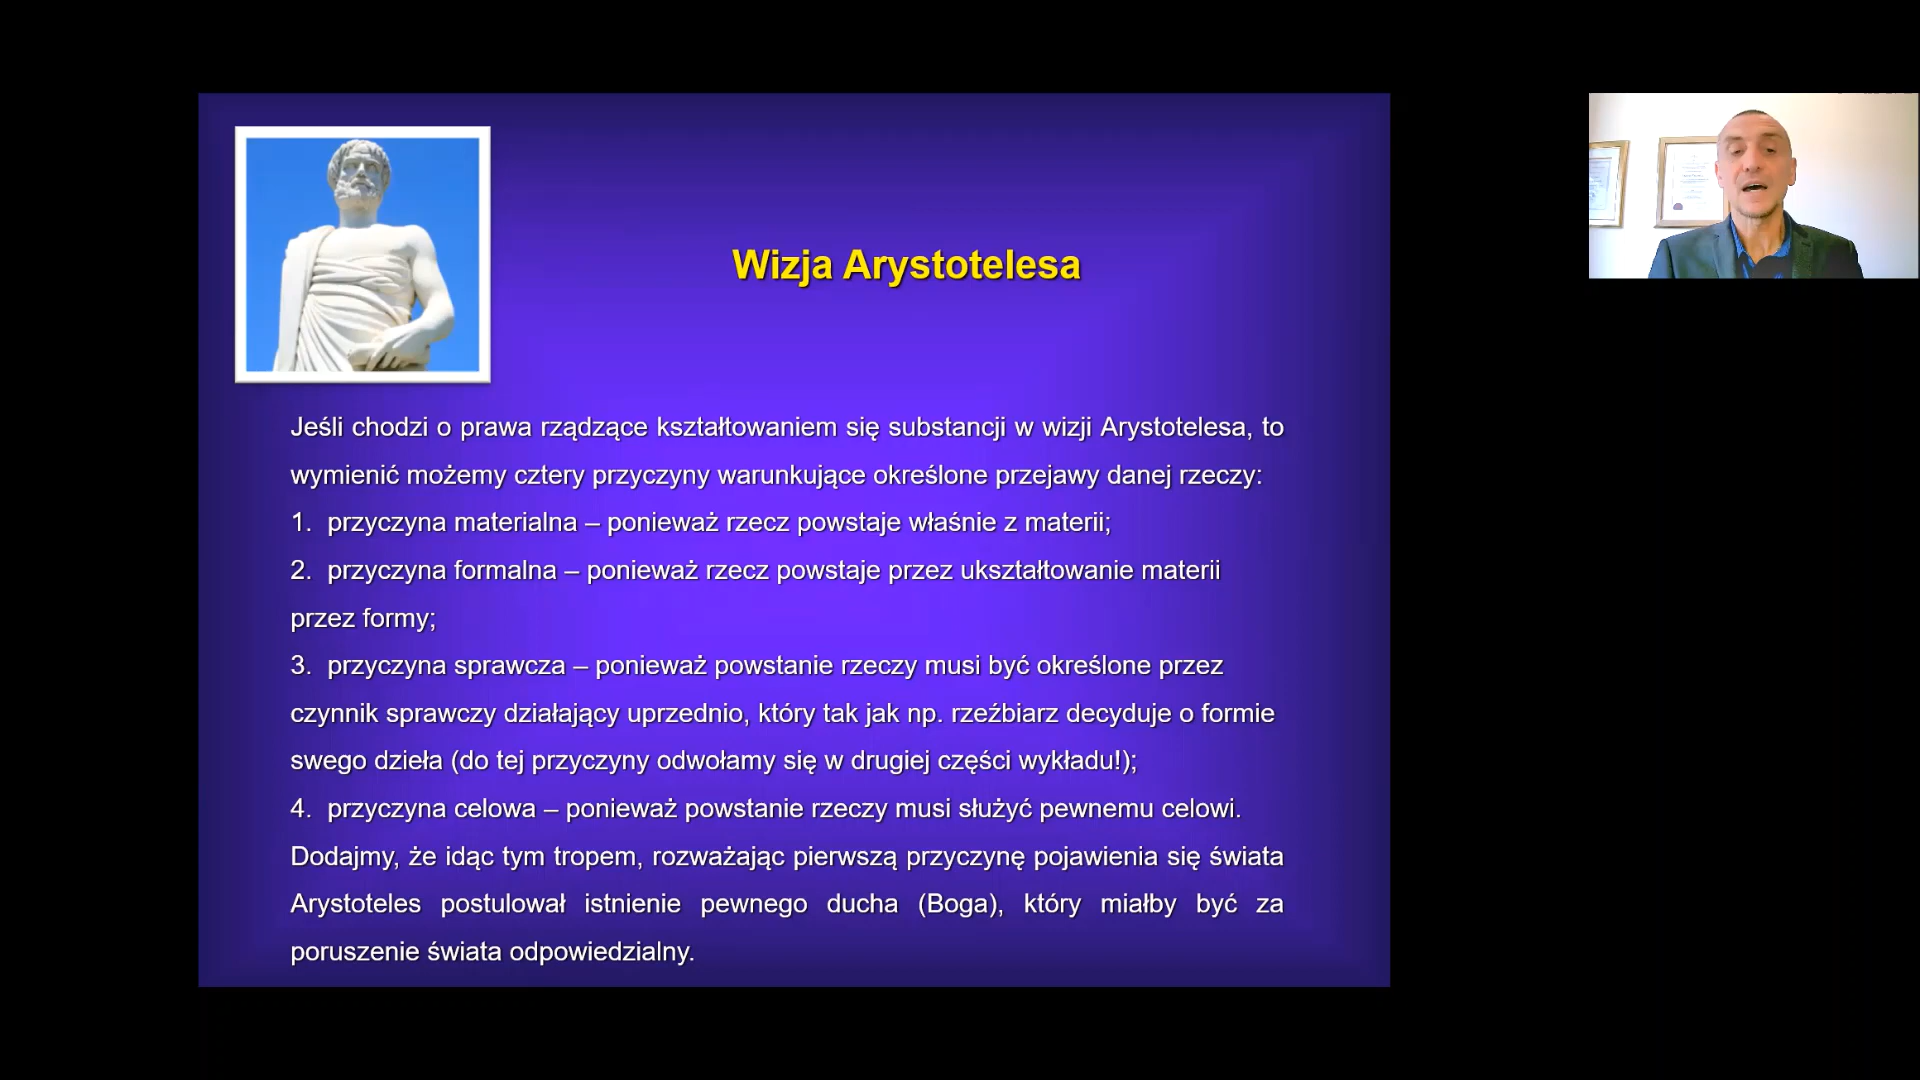 Wizja Arystotelesa
Jeśli chodzi o prawa rządzące kształtowaniem się substancji w wizji Arystotelesa, to
wymienić możemy cztery przyczyny warunkujące określone przejawy danej rzeczy:
1. przyczyna materialna – ponieważ rzecz powstaje właśnie z materii;
2. przyczyna formalna – ponieważ rzecz powstaje przez ukształtowanie materii
przez formy;
3. przyczyna sprawcza – ponieważ powstanie rzeczy musi być określone przez
czynnik sprawczy działający uprzednio, który tak jak np. rzeźbiarz decyduje o formie
swego dzieła (do tej przyczyny odwołamy się w drugiej części wykładu!);
4. przyczyna celowa – ponieważ powstanie rzeczy musi służyć pewnemu celowi.
Dodajmy, że idąc tym tropem, rozważając pierwszą przyczynę pojawienia się świata
Arystoteles postulował istnienie pewnego ducha (Boga), który miałby być za
poruszenie świata odpowiedzialny.